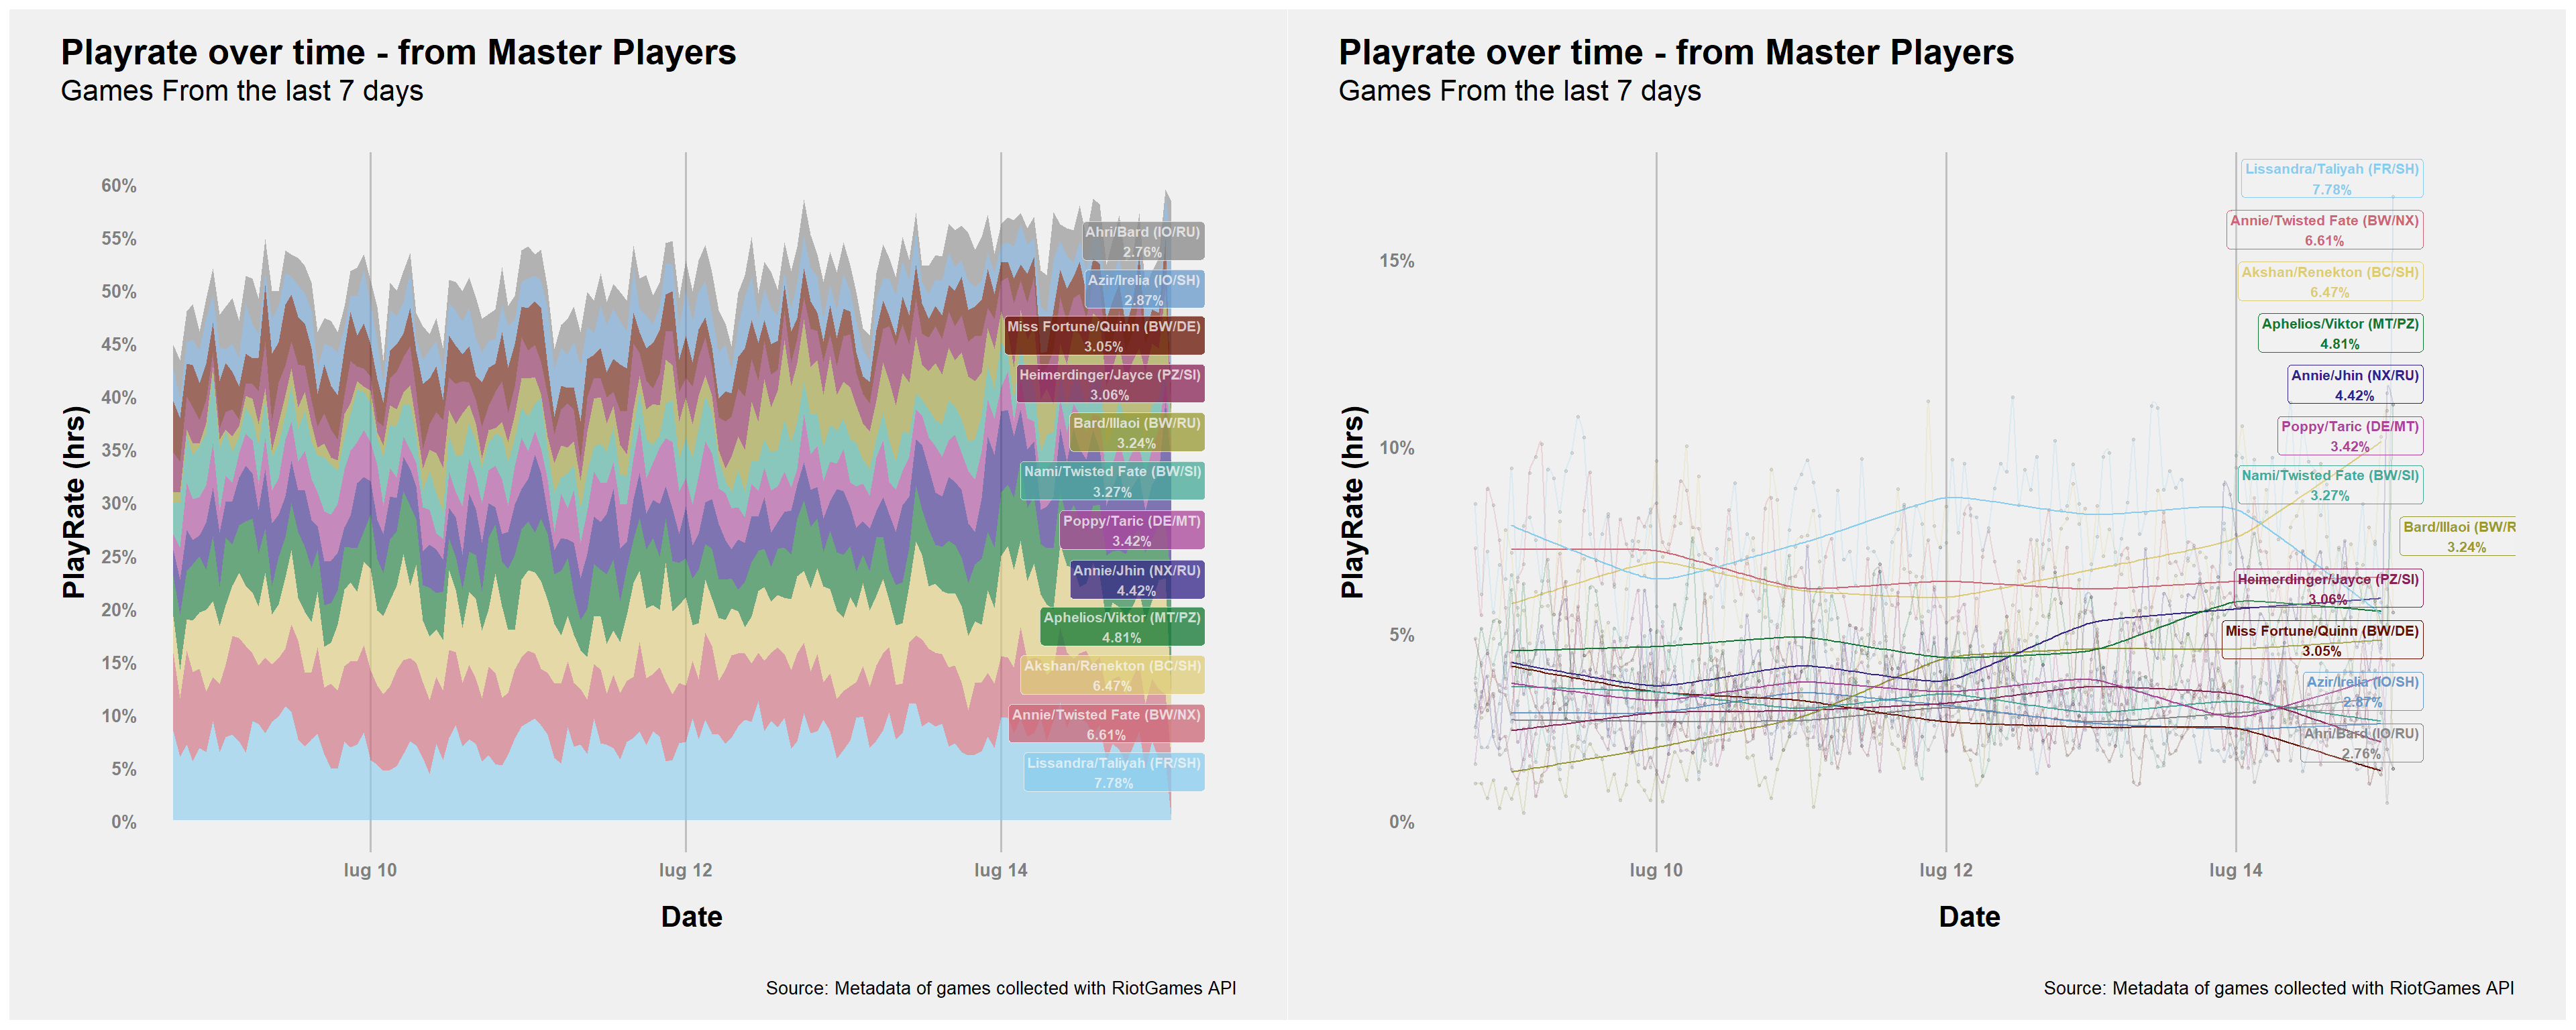 Playrate over time - from Master Players
Games From the last 7 days
PlayRate (hrs)
60%
55%
50%
45%
40%
35%
30%
25%
20%
15%
10%
5%
0%
Ahri/Bard (IO/RU)
2.76%
Azir/Irelia (IO/SH)
2.87%
Miss Fortune/Quinn (BW/DE)
3.05%
Heimerdinger/Jayce (PZ/SI)
3.06%
Bard/Illaoi (BW/RU)
3.24%
Nami/Twisted Fate (BW/SI)
3.27%
Poppy/Taric (DE/MT)
3.42%
Annie/Jhin (NX/RU)
4.42%
Aphelios/Viktor (MT/PZ)
4.81%
Akshan/Renekton (BC/SH)
6.47%
Annie/Twisted Fate (BW/NX)
6.61%
Lissandra/Taliyah (FR/SH)
7.78%
lug 10
lug 12
lug 14
Date
Source: Metadata of games collected with RiotGames API
Playrate over time - from Master Players
Games From the last 7 days
PlayRate (hrs)
15%
10%
5%
0%
Lissandra/Taliyah (FR/SH)
7.78%
Annie/Twisted Fate (BW/NX)
6.61%
Akshan/Renekton (BC/SH)
6.47%
Aphelios/Viktor (MT/PZ)
4.81%
Annie/Jhin (NX/RU)
4.42%
Poppy/Taric (DE/MT)
3.42%
Nami/Twisted Fate (BW/SI)
3.27%
Bard/Illaoi (BW/R
3.24%
Heimerdinger/Jayce (PZ/SI)
3.06%
Miss Fortune/Quinn (BW/DE)
3.05%
Azir/Irelia (IO/SH)
2.87%
Ahri/Bard (IO/RU)
2.76%
lug 10
lug 12
lug 14
Date
Source: Metadata of games collected with RiotGames API